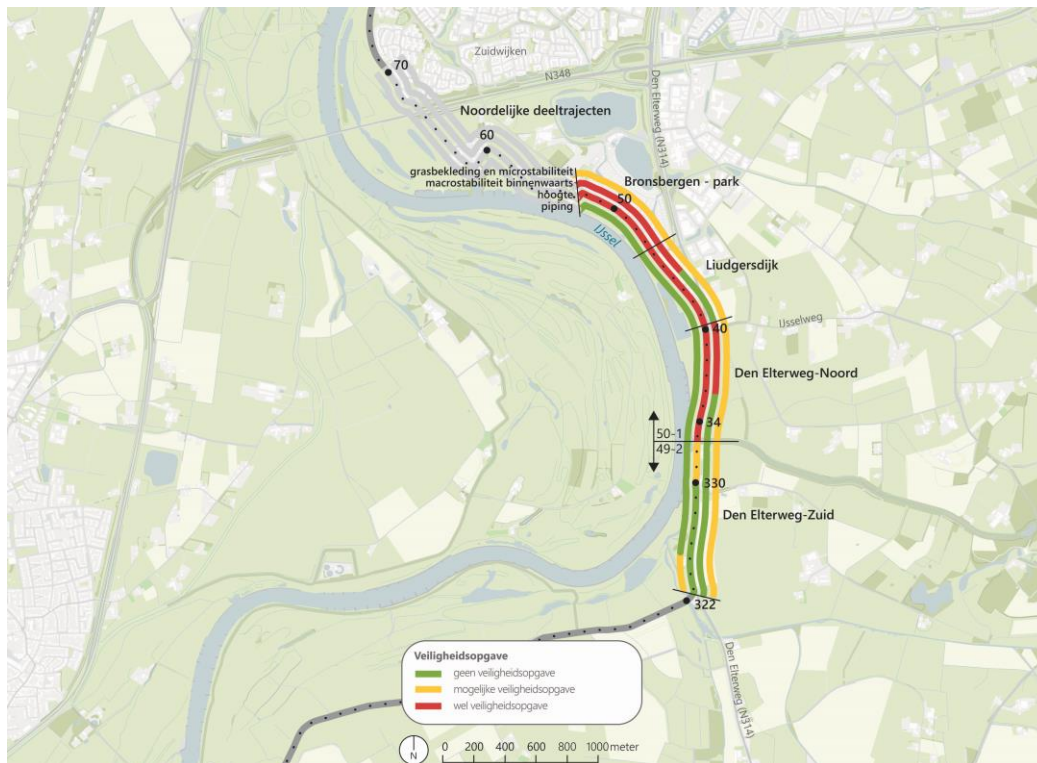 Zuidwijken
70
N348
Den Elterweg (N314)
Noordelijke deeltrajecten
60
grasbekleding en microstabiliteit
macrostabiliteit binnenwaarts
hoogte
piping
Bronsbergen - park
50
IJssel
Liudgersdijk
40
IJsselweg
Den Elterweg-Noord
34
50-1
49-2
330
Den Elterweg-Zuid
322
Den Elterweg (N314)
Veiligheidsopgave
geen veiligheidsopgave
mogelijke veiligheidsopgave
wel veiligheidsopgave
N
0 200 400 600 800 1000 meter